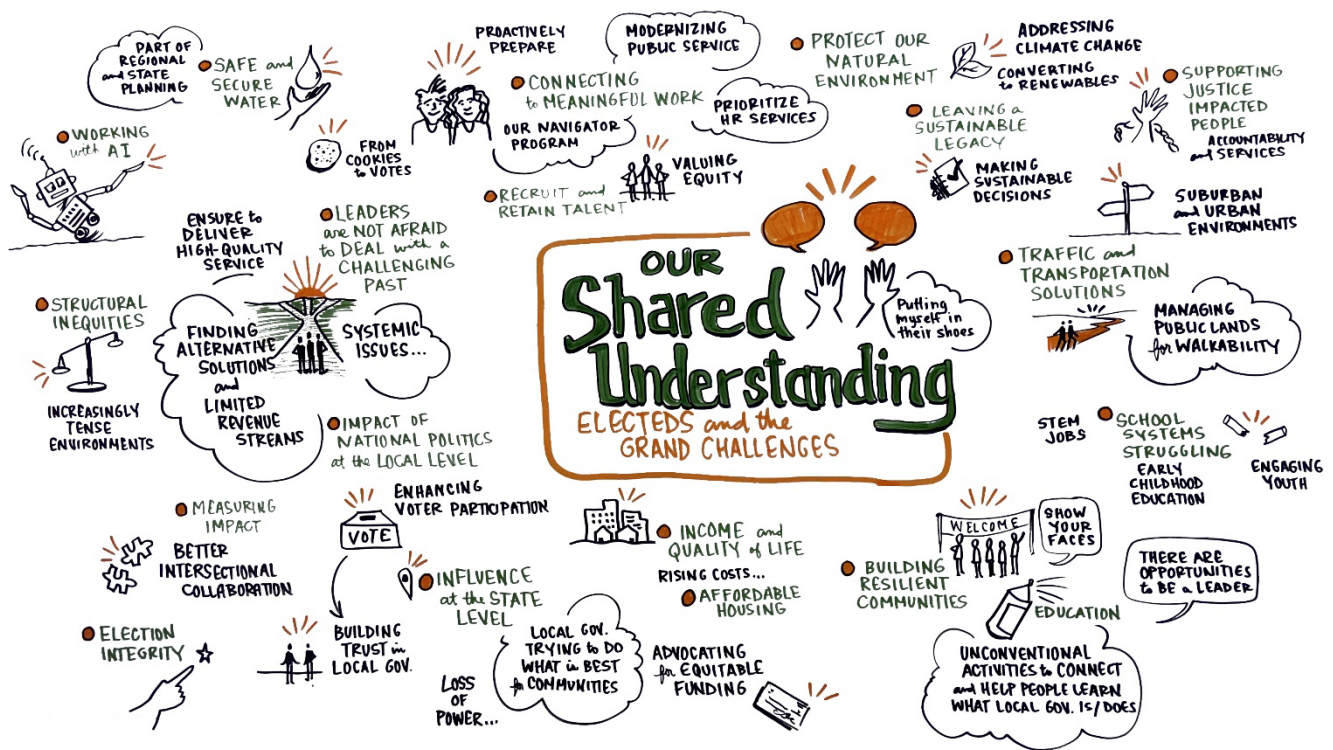 PART OF
REGIONAL
and STATE
PLANNING
SAFE and
SECURE
WATER
WORKING
with AI
FROM
COOKIES
to VOTES
PROACTIVELY
PREPARE
MODERNIZING
PUBLIC SERVICE
CONNECTING
to MEANINGFUL WORK
OUR NAVIGATOR
PROGRAM
PRIORITIZE
HR SERVICES
RECRUIT and
RETAIN TALENT
VALUING
EQUITY
PROTECT OUR
NATURAL
ENVIRONMENT
ADDRESSING
CLIMATE CHANGE
CONVERTING
to RENEWABLES
LEAVING a
SUSTAINABLE
LEGACY
MAKING
SUSTAINABLE
DECISIONS
SUPPORTING
JUSTICE
IMPACTED
PEOPLE
ACCOUNTABILITY
and SERVICES
SUBURBAN
and URBAN
ENVIRONMENTS
TRAFFIC and
TRANSPORTATION
SOLUTIONS
MANAGING
PUBLIC LANDS
for WALKABILITY
ENSURE to
DELIVER
HIGH-QUALITY
SERVICE
LEADERS
are NOT AFRAID
to DEAL with a
CHALLENGING
PAST
STRUCTURAL
INEQUITIES
INCREASINGLY
TENSE
ENVIRONMENTS
FINDING
ALTERNATIVE
SOLUTIONS
and
LIMITED
REVENUE
STREANS
SYSTEMIC
ISSUES...
IMPACT OF
NATIONAL POLITICS
at the LOCAL LEVEL
OUR
Shared
Understanding
ELECTEDS and the
GRAND CHALLENGES
Putting
myself in
their shoes
STEM
JOBS
SCHOOL
SYSTEMS
STRUGGLING
EARLY
CHILDHOOD
EDUCATION
ENGAGING
YOUTH
MEASURING
IMPACT
BETTER
INTERSECTIONAL
COLLABORATION
ENHANCING
VOTER PARTICIPATION
VOTE
ELECTION
INTEGRITY
BUILDING
TRUST in
LOCAL GOV.
INFLUENCE
at the STATE
LEVEL
LOSS
OF
POWER...
LOCAL GOV.
TRYING to DO
WHAT is BEST
for COMMUNITIES
INCOME and
QUALITY of LIFE
RISING COSTS...
AFFORDABLE
HOUSING
ADVOCATING
for EQUITABLE
FUNDING
BUILDING
RESILIENT
COMMUNITIES
WELCOME
SHOW
YOUR
FACES
EDUCATION
THERE ARE
OPPORTUNITIES
to BE a LEADER
UNCONVENTIONAL
ACTIVITIES to CONNECT
and HELP PEOPLE LEARN
WHAT LOCAL GOV. IS/DOES